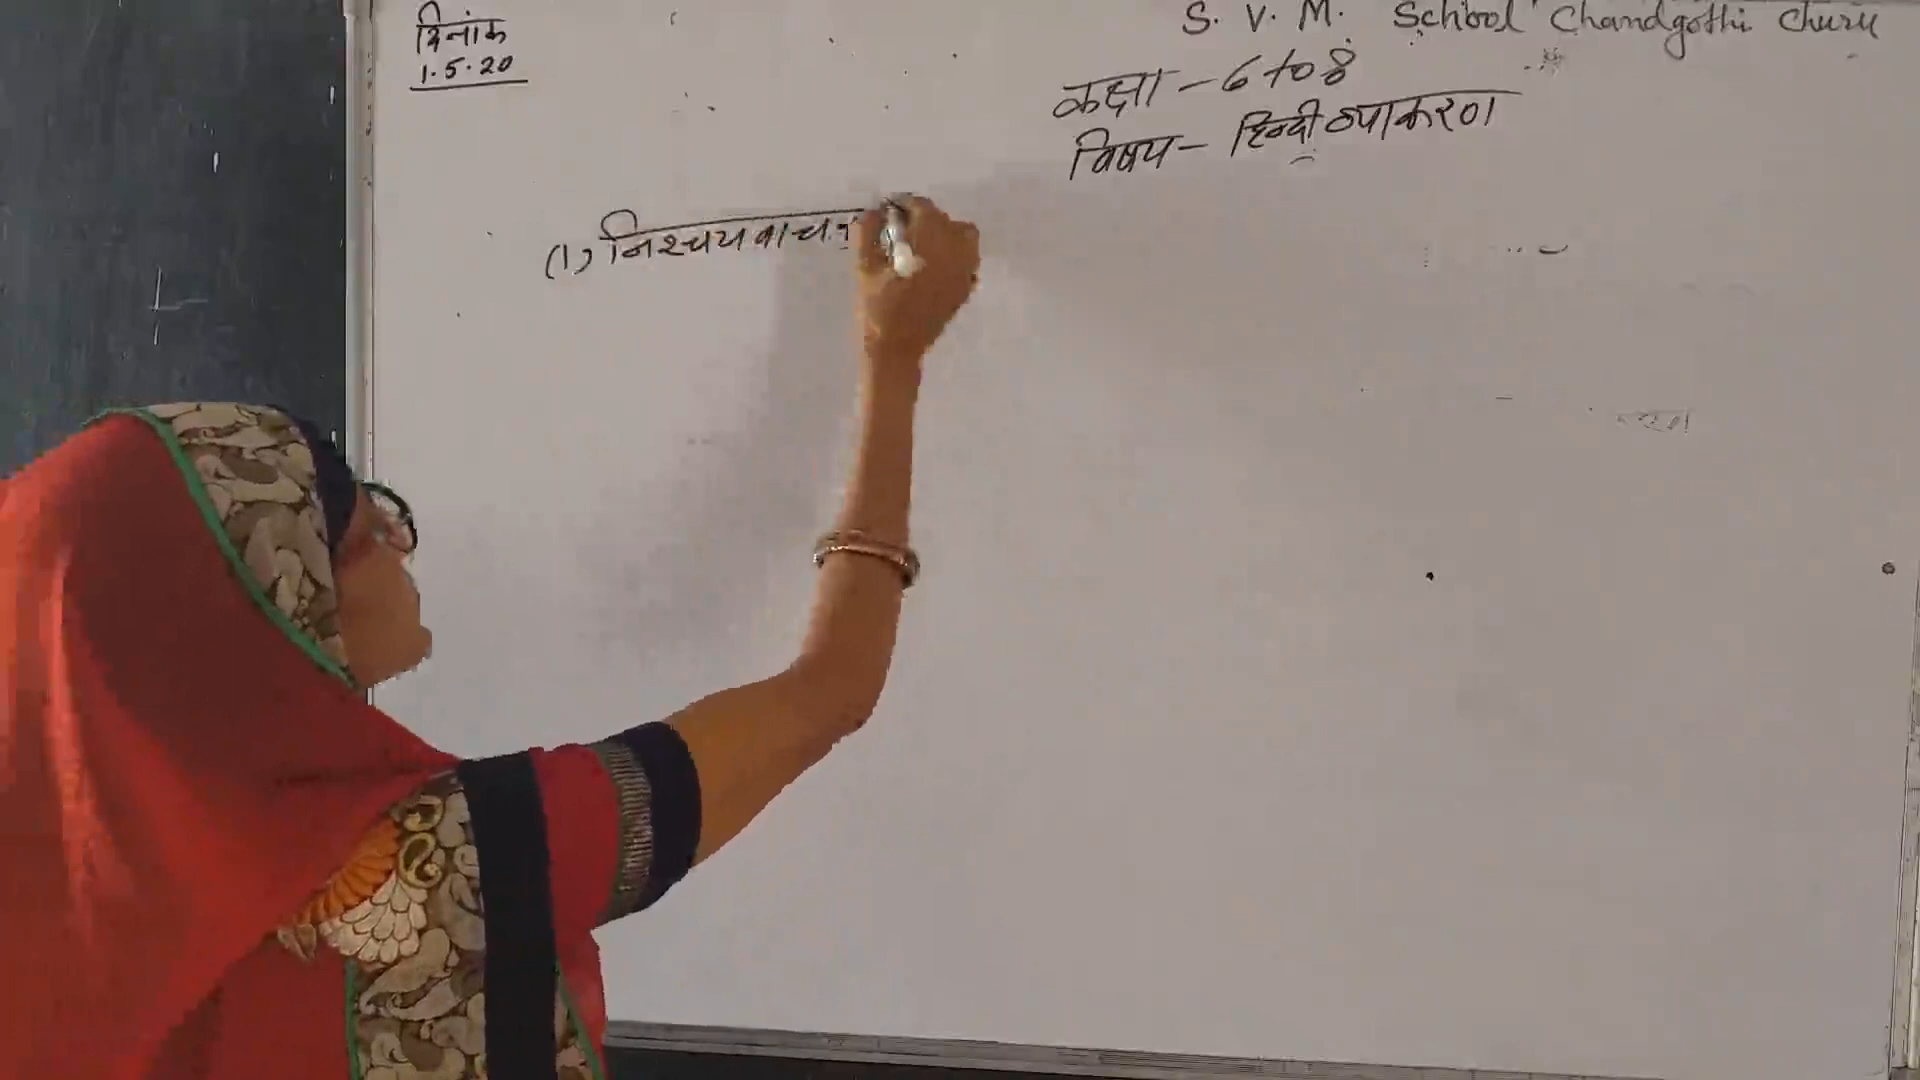 दिनांक
1.5.20
S. V. M. School Chandgothi Churu
कक्षा - 6 to 8
विषय - हिन्दी व्याकरण
(1) निश्चयवाचक